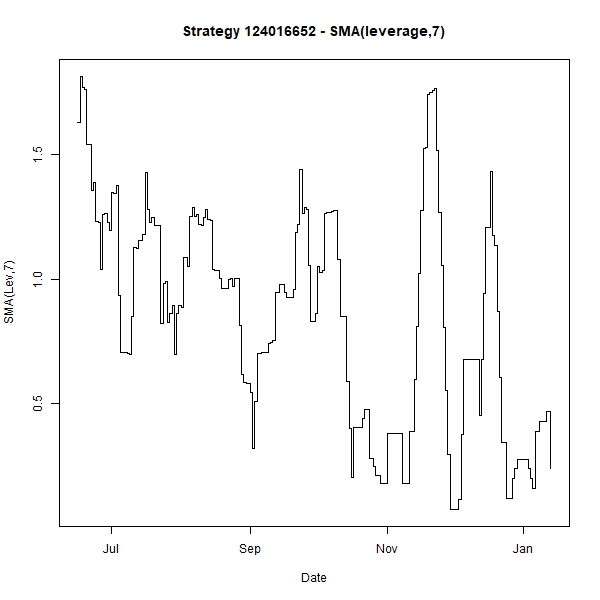 Strategy 124016652 - SMA(leverage,7)
SMA(Lev,7)
1.5
1.0
0.5
Jul Sep Nov Jan
Date